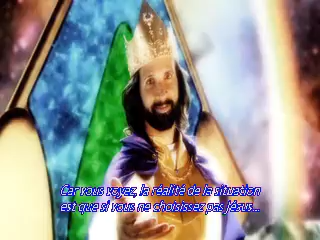 Car vous voyez, la réalité de la situation
est que si vous ne choisissez pas Jésus...